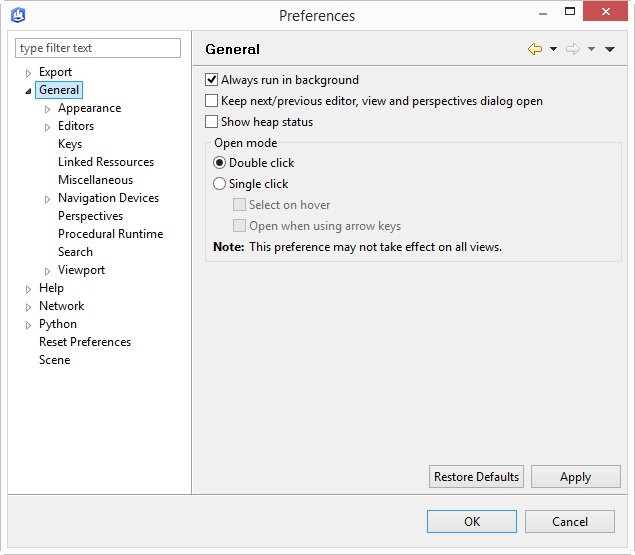 Preferences
type filter text
Export
General
Appearance
Editors
Keys
Linked Ressources
Miscellaneous
Navigation Devices
Perspectives
Procedural Runtime
Search
Viewport
Help
Network
Python
Reset Preferences
Scene
General
Always run in background
Keep next/previous editor, view and perspectives dialog open
Show heap status
Open mode
Double click
Single click
Select on hover
Open when using arrow keys
Note: This preference may not take effect on all views.
Restore Defaults Apply
OK Cancel